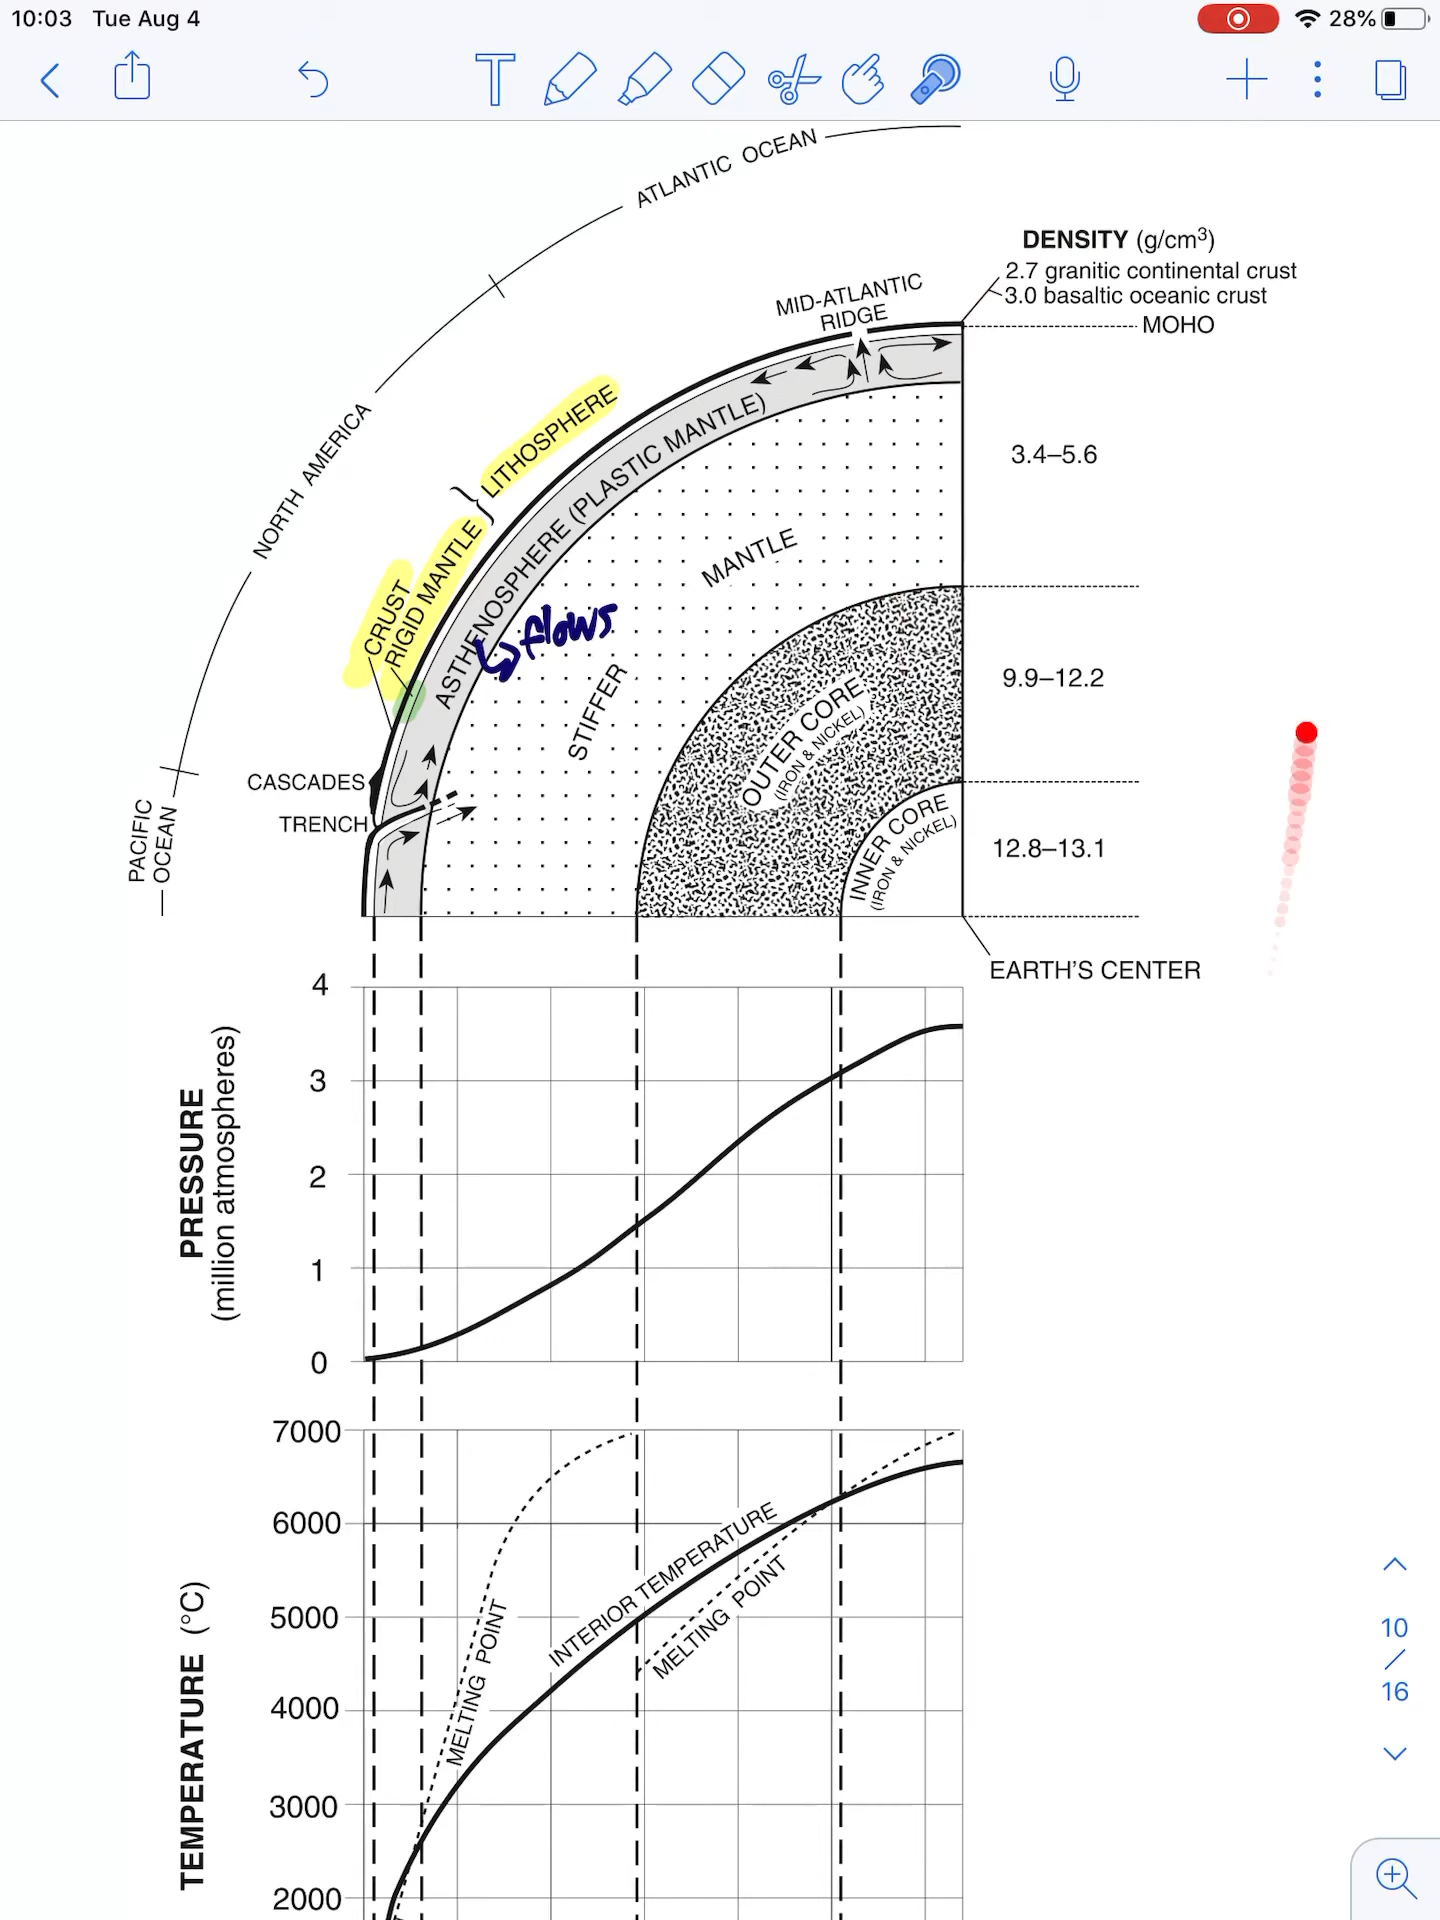 10:03 Tue Aug 4
28%
T
ATLANTIC OCEAN
NORTH AMERICA
PACIFIC
OCEAN
DENSITY (g/cm³)
2.7 granitic continental crust
3.0 basaltic oceanic crust
MOHO
MID-ATLANTIC
RIDGE
LITHOSPHERE
CRUST
RIGID MANTLE
ASTHENOSPHERE (PLASTIC MANTLE)
flows
STIFFER
MANTLE
OUTER CORE
(IRON & NICKEL)
INNER CORE
(IRON & NICKEL)
CASCADES
TRENCH
3.4–5.6
9.9–12.2
12.8–13.1
EARTH'S CENTER
PRESSURE
(million atmospheres)
4
3
2
1
0
TEMPERATURE (°C)
7000
6000
5000
4000
3000
2000
MELTING POINT
INTERIOR TEMPERATURE
MELTING POINT
10
/
16